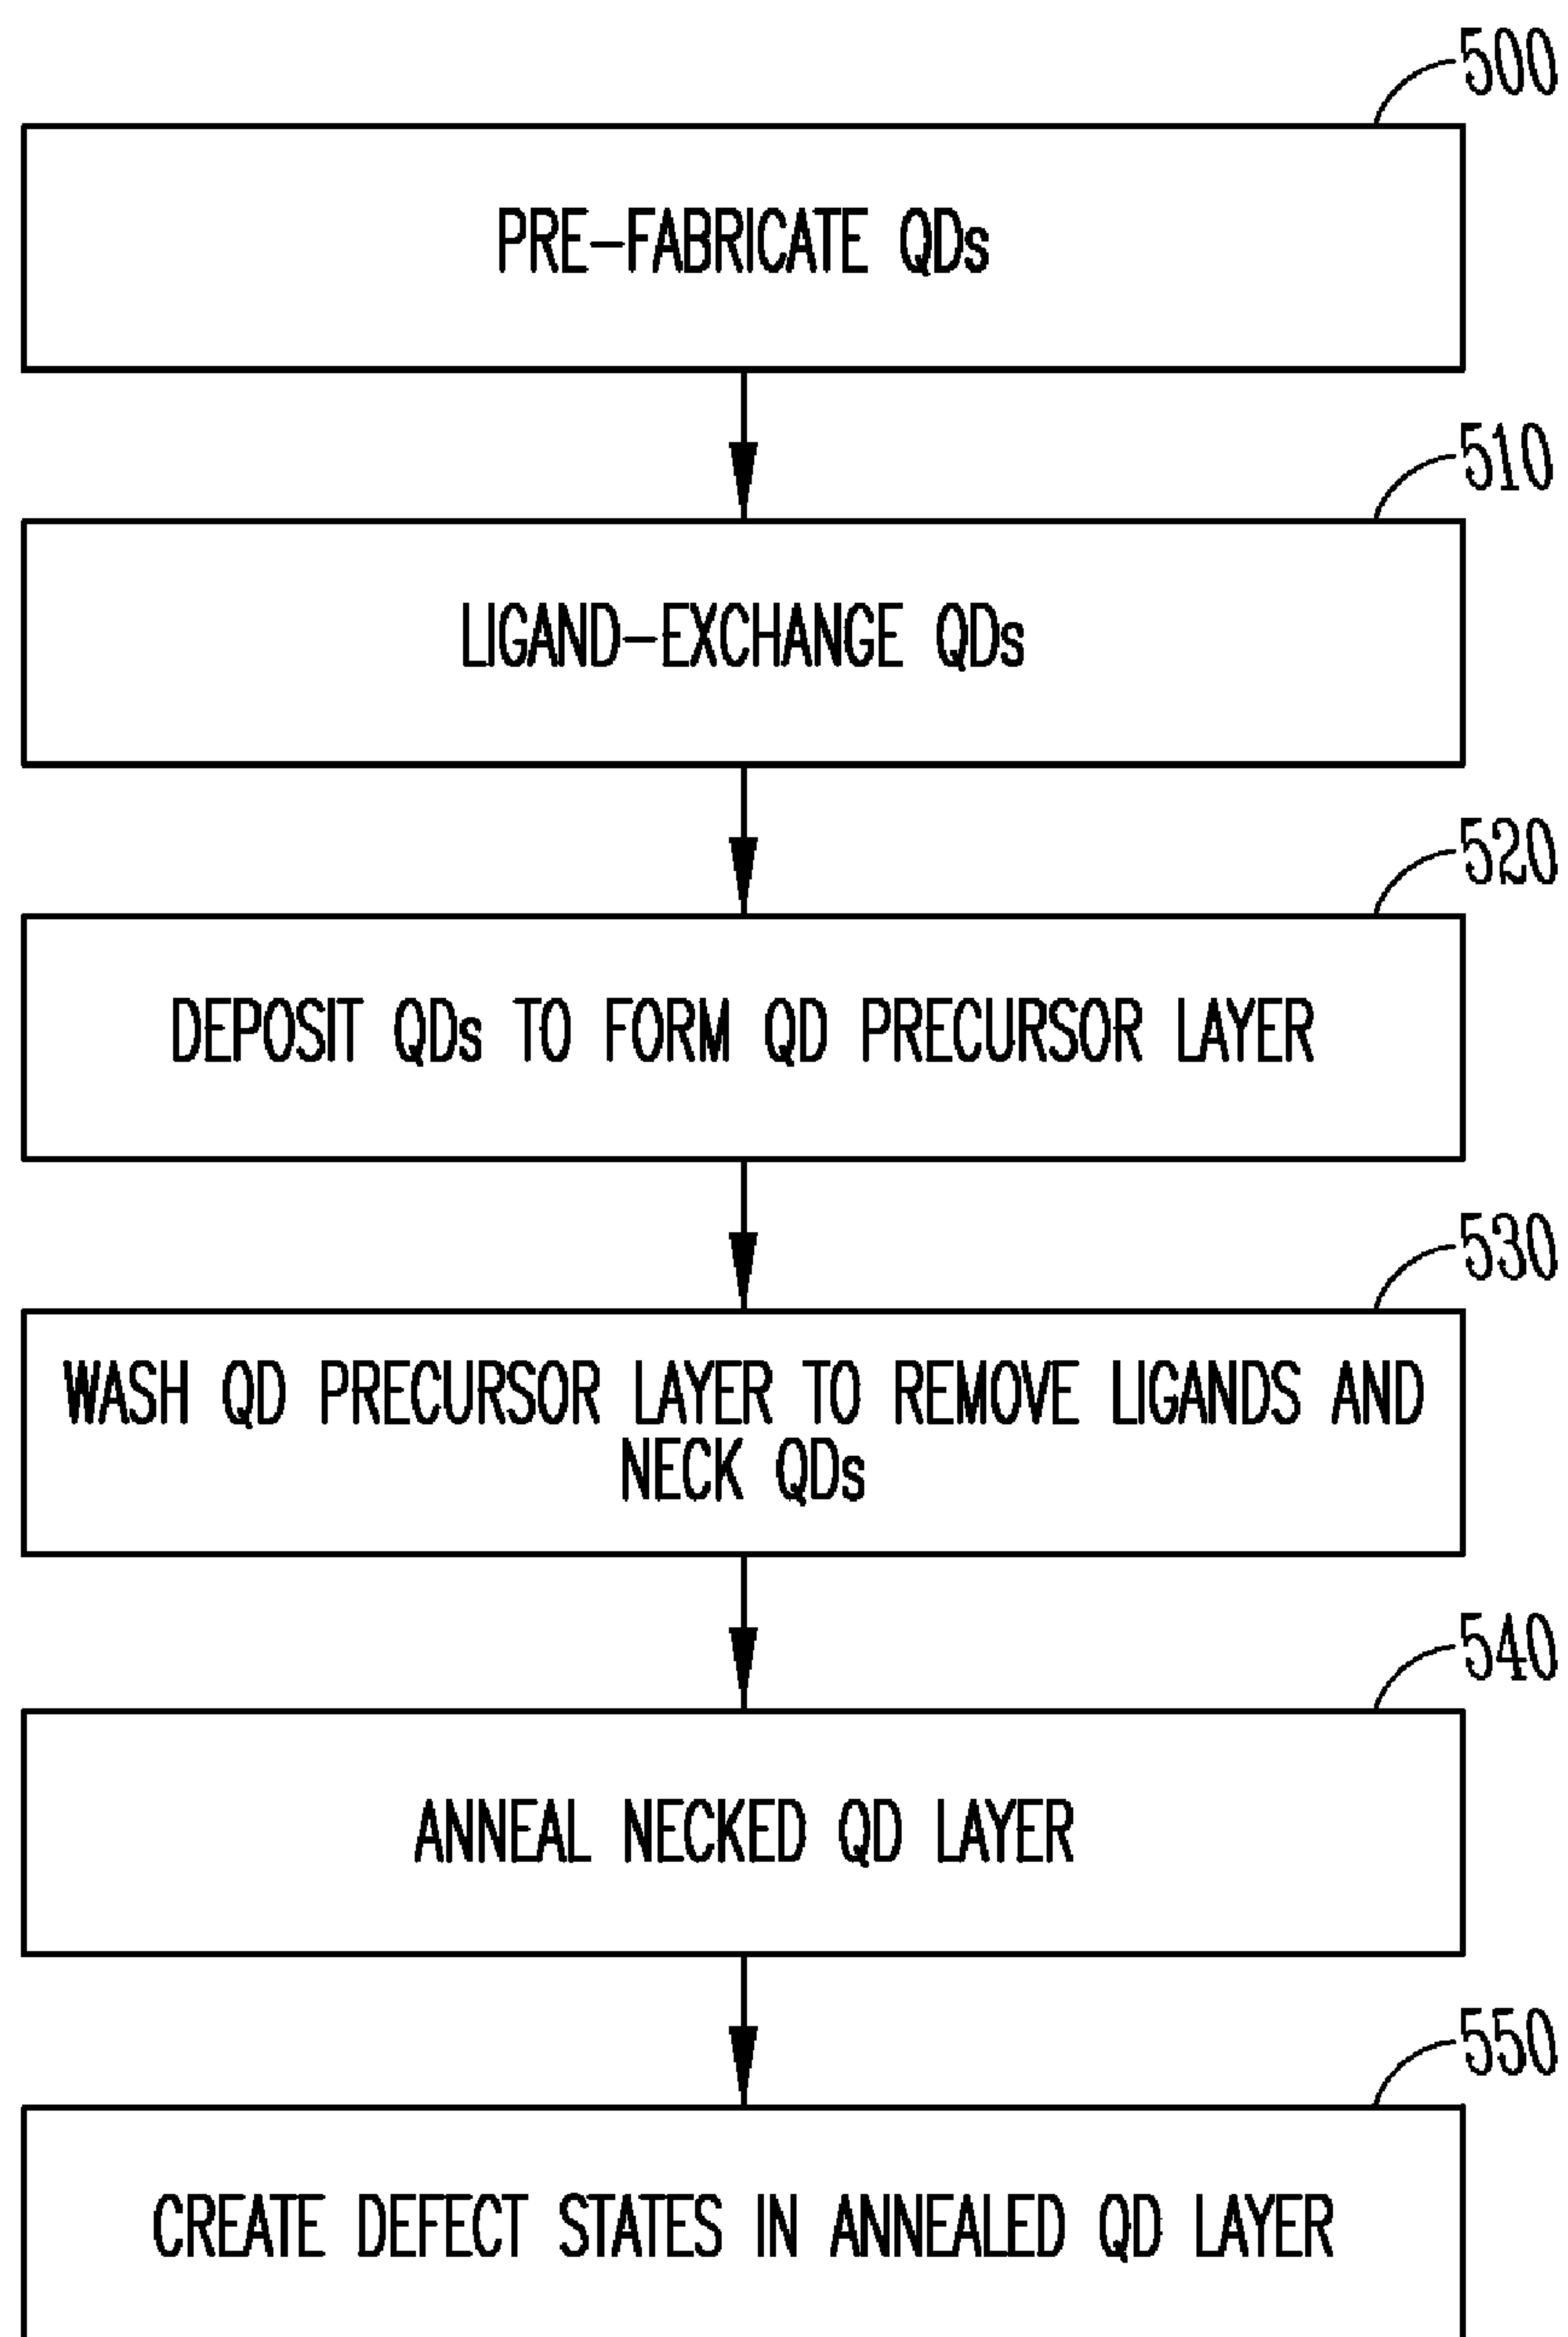 500
PRE-FABRICATE QDs
510
LIGAND-EXCHANGE QDs
520
DEPOSIT QDs TO FORM QD PRECURSOR LAYER
530
WASH QD PRECURSOR LAYER TO REMOVE LIGANDS AND
NECK QDs
540
ANNEAL NECKED QD LAYER
550
CREATE DEFECT STATES IN ANNEALED QD LAYER